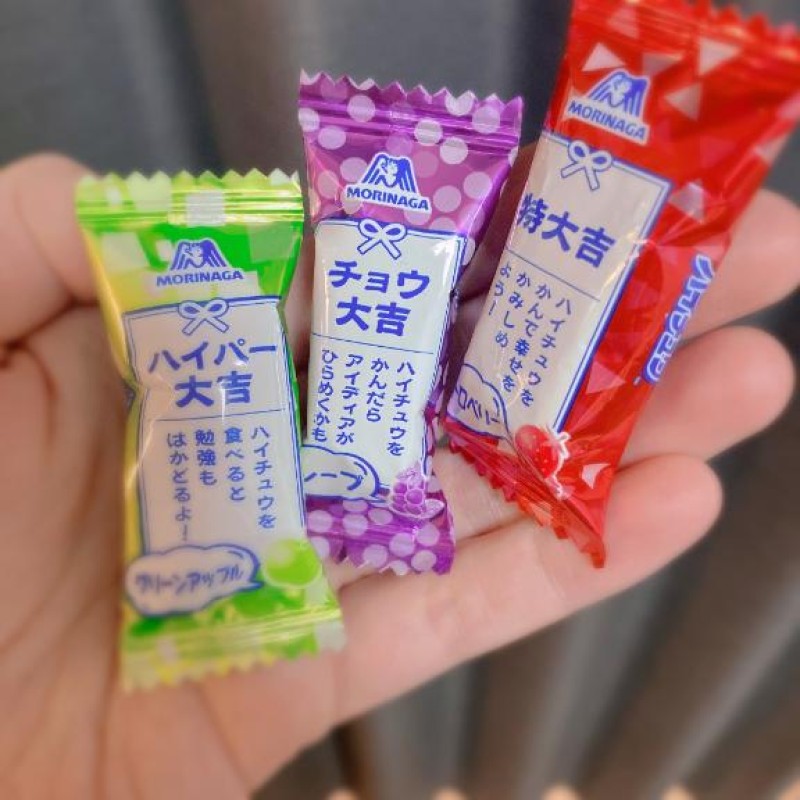 MORINAGA
ハイパー
大吉
ハイチュウを
食べると
勉強も
はかどるよ!
グリーンアップル
MORINAGA
チョウ
大吉
ハイチュウを
かんだら
アイディアが
ひらめくかも
レープ
MORINAGA
特大吉
ハイチュウを
かんで幸せを
かみしめ
よう!